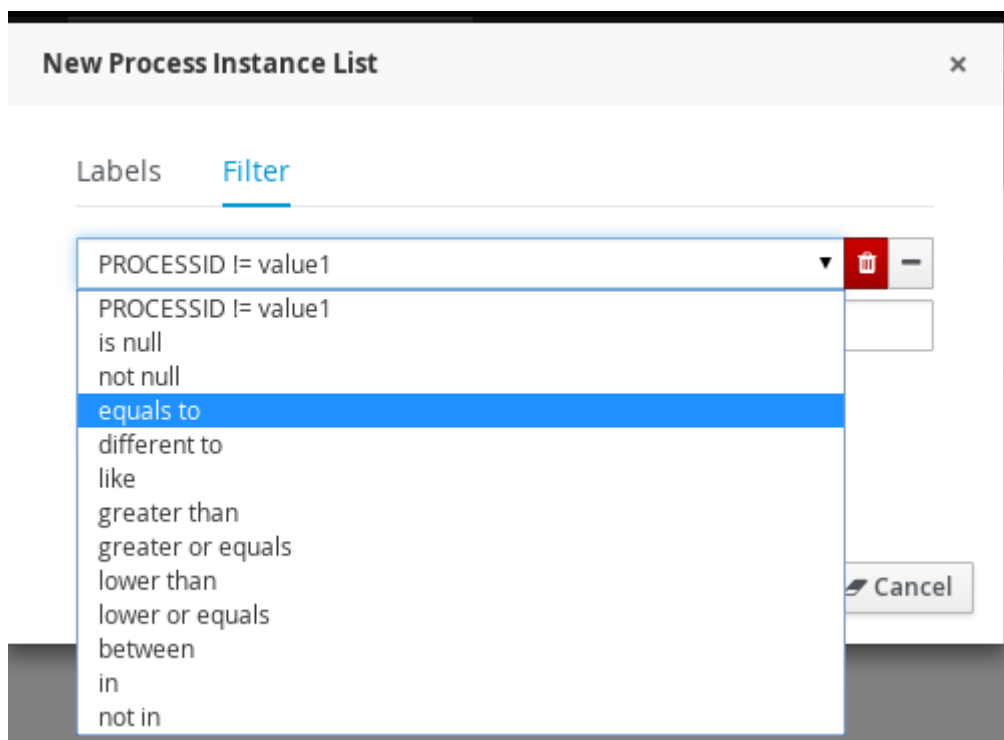 New Process Instance List ×
Labels Filter
PROCESSID != value1
PROCESSID != value1
is null
not null
equals to
different to
like
greater than
greater or equals
lower than
lower or equals
between
in
not in
Cancel